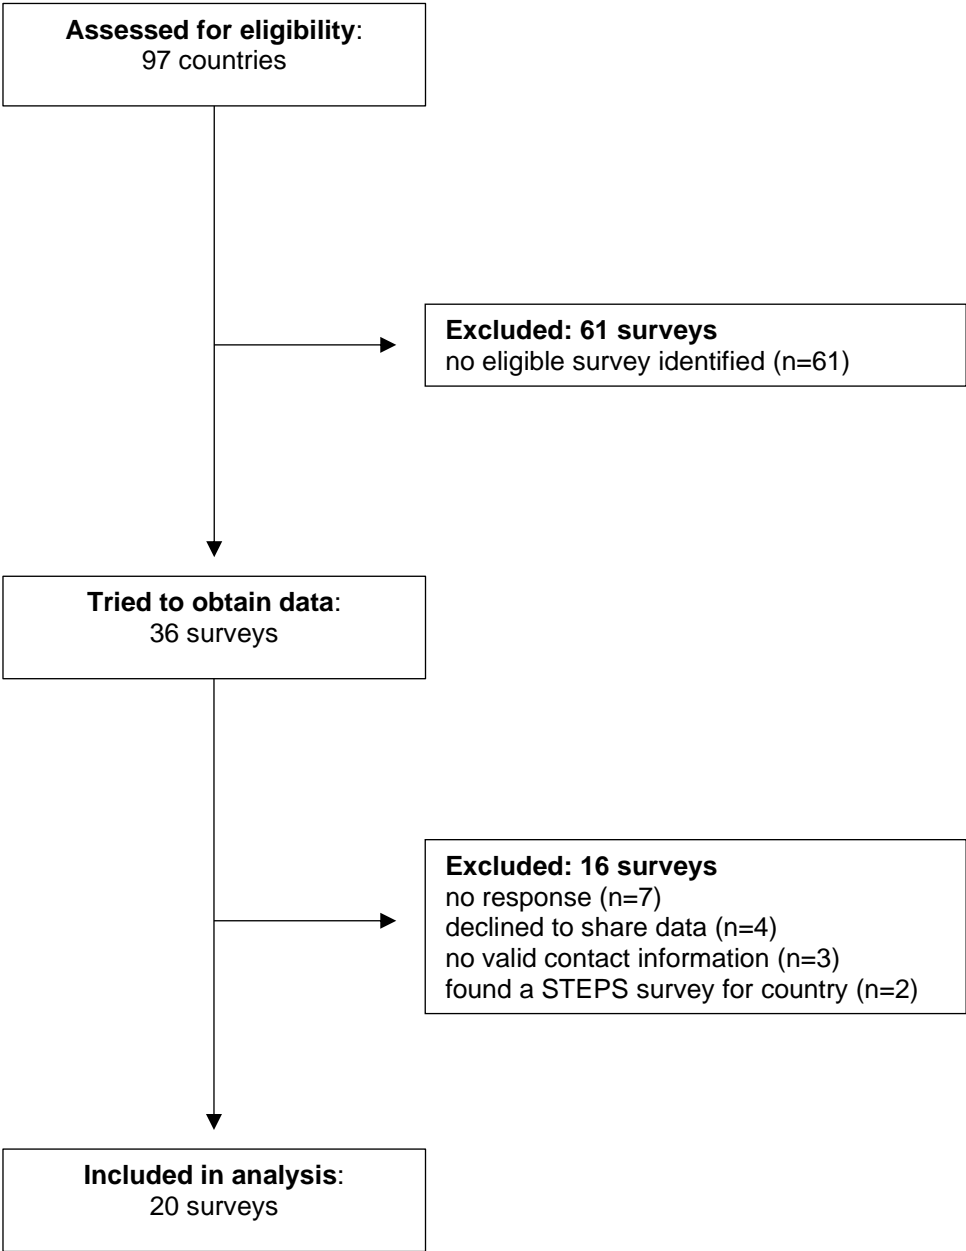 Assessed for eligibility:
97 countries
Excluded: 61 surveys
no eligible survey identified (n=61)
Tried to obtain data:
36 surveys
Excluded: 16 surveys
no response (n=7)
declined to share data (n=4)
no valid contact information (n=3)
found a STEPS survey for country (n=2)
Included in analysis:
20 surveys